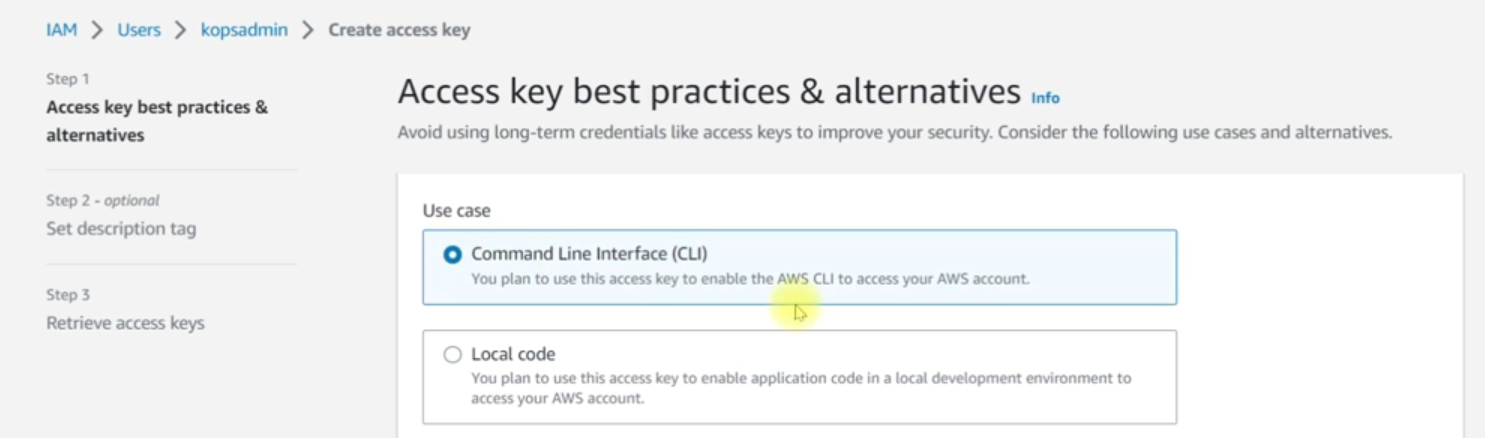 IAM > Users > kopsadmin > Create access key
Step 1
Access key best practices &
alternatives
Step 2 - optional
Set description tag
Step 3
Retrieve access keys
Access key best practices & alternatives Info
Avoid using long-term credentials like access keys to improve your security. Consider the following use cases and alternatives.
Use case
Command Line Interface (CLI)
You plan to use this access key to enable the AWS CLI to access your AWS account.
Local code
You plan to use this access key to enable application code in a local development environment to
access your AWS account.